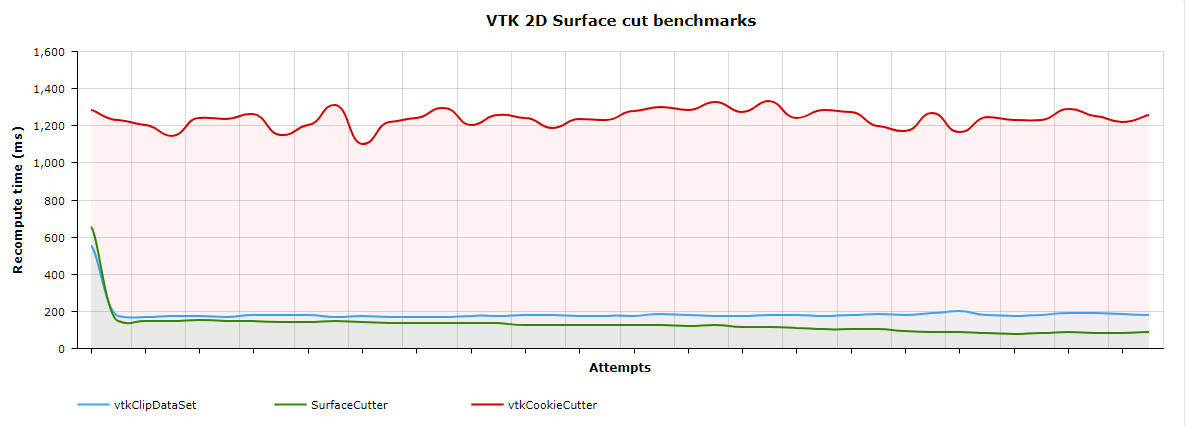 VTK 2D Surface cut benchmarks
1,600
1,400
1,200
1,000
800
600
400
200
0
Recompute time (ms)
Attempts
vtkClipDataSet
SurfaceCutter
vtkCookieCutter